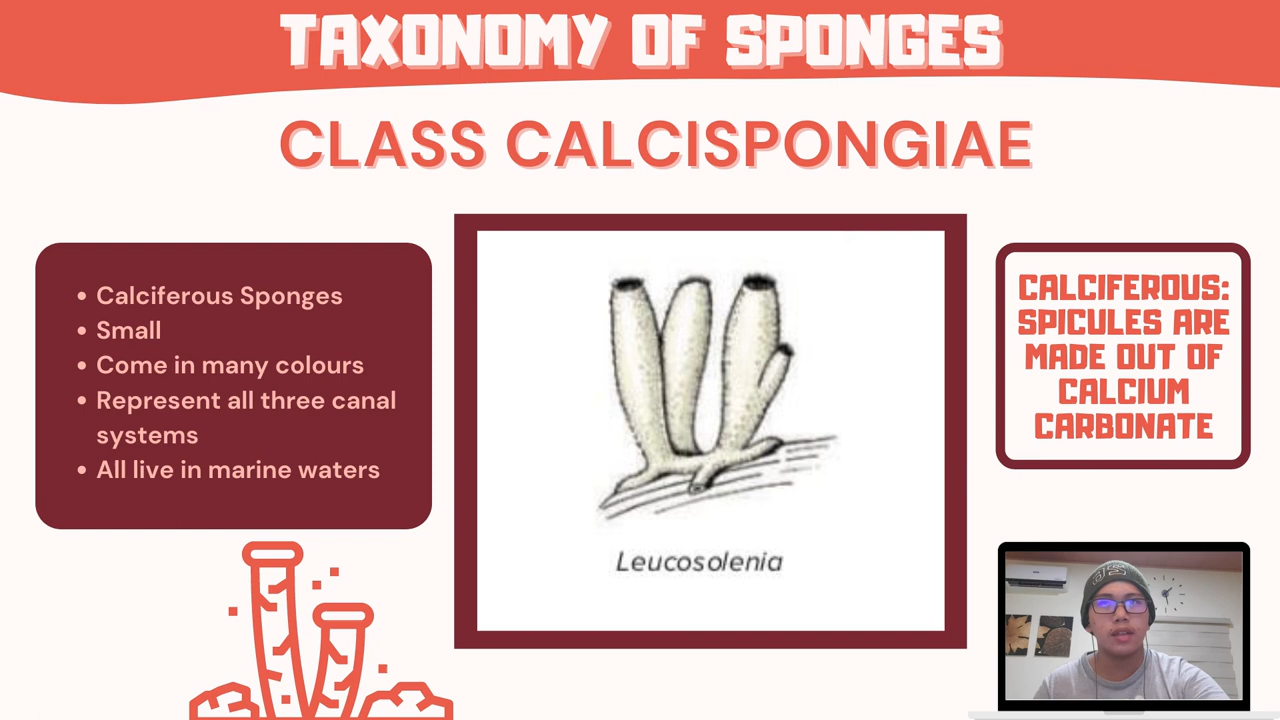 TAXONOMY OF SPONGES
CLASS CALCISPONGIAE
• Calciferous Sponges
• Small
• Come in many colours
• Represent all three canal
systems
• All live in marine waters
Leucosolenia
CALCIFEROUS:
SPICULES ARE
MADE OUT OF
CALCIUM
CARBONATE